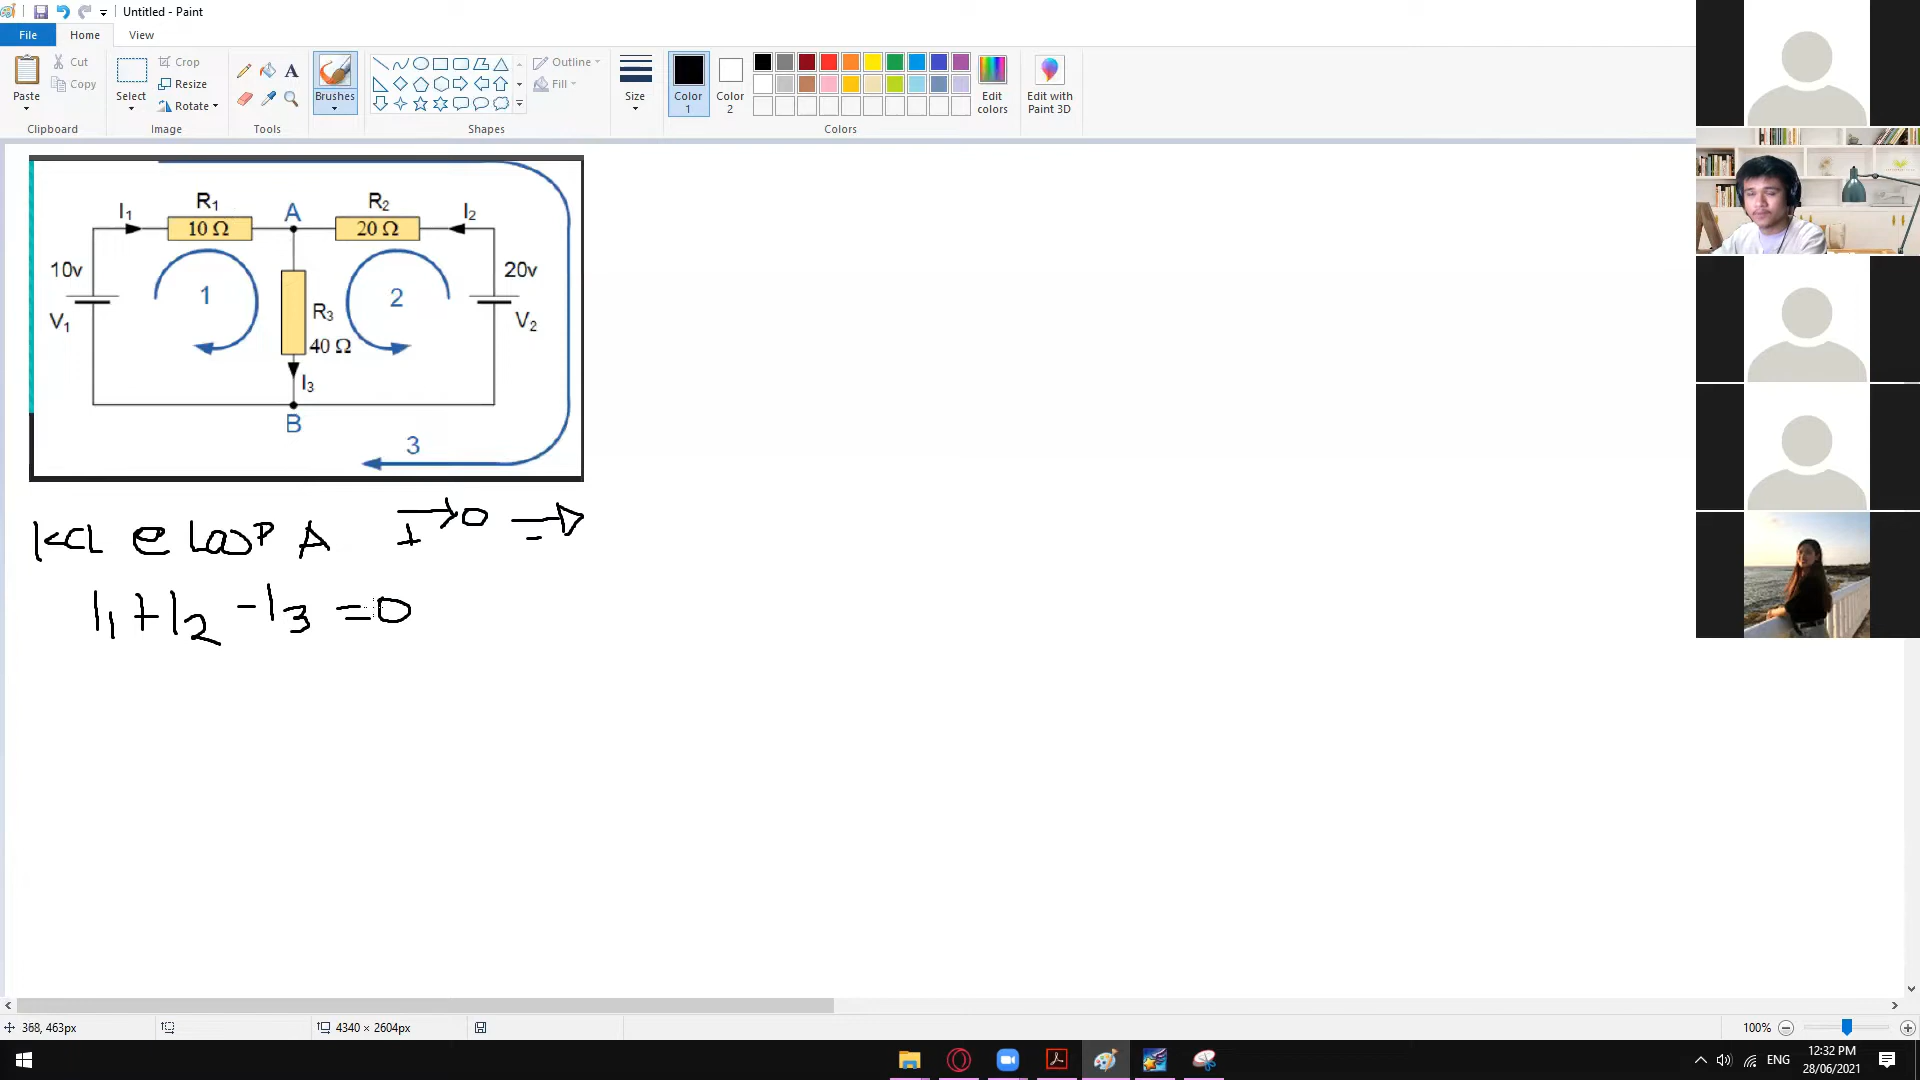 Untitled - Paint
File Home View
Paste
Cut
Copy
Clipboard
Select
Crop
Resize
Rotate
Image
Tools
Brushes
Shapes
Outline
Fill
Size
Color 1
Color 2
Edit colors
Edit with Paint 3D
Colors
I1 R1 A R2 I2
10 Ω 20 Ω
10v 20v
1 2
V1 R3 V2
40 Ω
I3
B
3
KCL @ LOOP A
+ -
I1 + I2 - I3 = 0
368, 463px
4340 × 2604px
100%
ENG
12:32 PM
28/06/2021